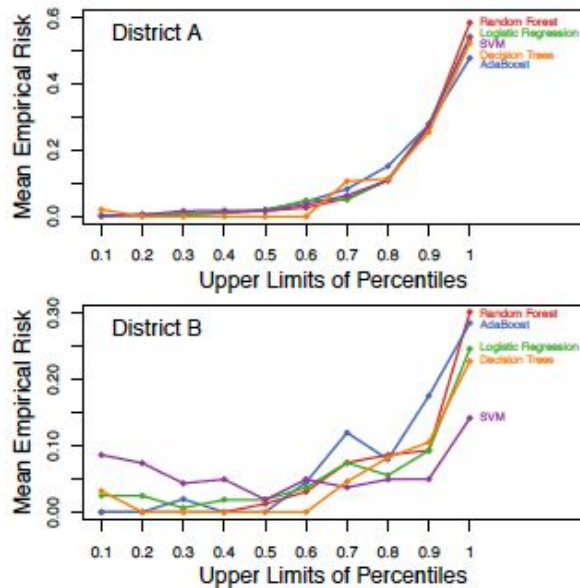 District A
Mean Empirical Risk
0.6
0.4
0.2
0.0
Random Forest
Logistic Regression
SVM
Decision Trees
AdaBoost
0.1 0.2 0.3 0.4 0.5 0.6 0.7 0.8 0.9 1
Upper Limits of Percentiles
District B
Mean Empirical Risk
0.30
0.20
0.10
0.00
Random Forest
AdaBoost
Logistic Regression
Decision Trees
SVM
0.1 0.2 0.3 0.4 0.5 0.6 0.7 0.8 0.9 1
Upper Limits of Percentiles